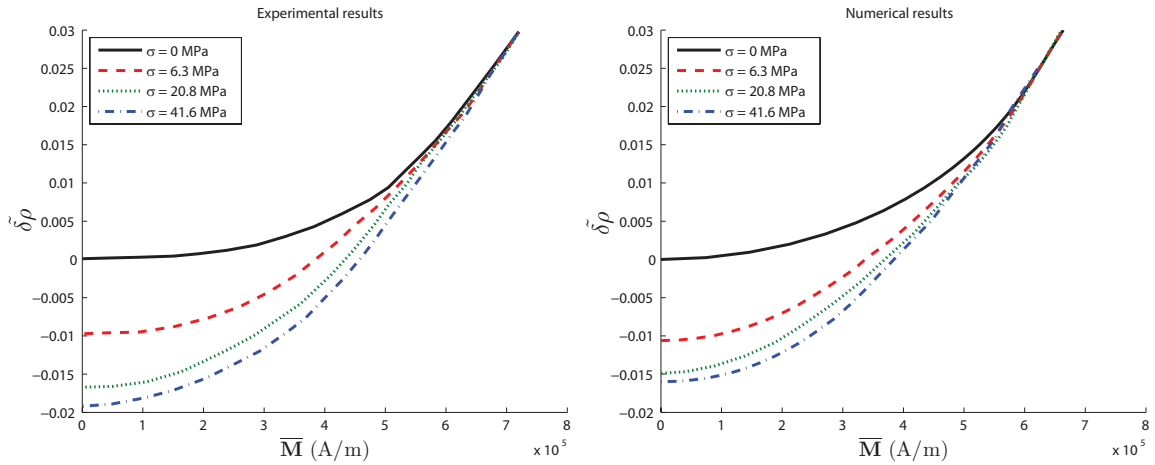 Experimental results
0.03
0.025
0.02
0.015
0.01
0.005
0
−0.005
−0.01
−0.015
−0.02
δ̃ρ
σ = 0 MPa
σ = 6.3 MPa
σ = 20.8 MPa
σ = 41.6 MPa
0 1 2 3 4 5 6 7 8
x 10⁵
M̅ (A/m)
Numerical results
0.03
0.025
0.02
0.015
0.01
0.005
0
−0.005
−0.01
−0.015
−0.02
δ̃ρ
σ = 0 MPa
σ = 6.3 MPa
σ = 20.8 MPa
σ = 41.6 MPa
0 1 2 3 4 5 6 7 8
x 10⁵
M̅ (A/m)